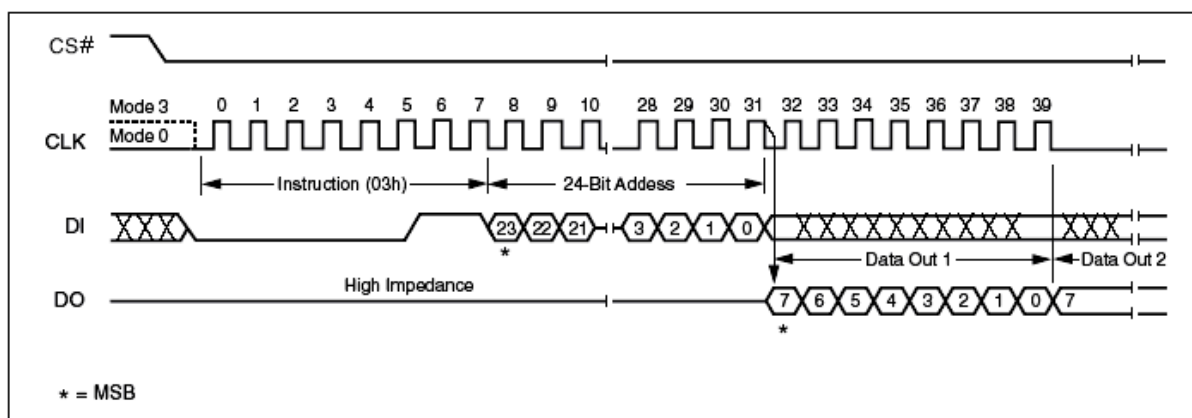 CS#
Mode 3
0 1 2 3 4 5 6 7 8 9 10 28 29 30 31 32 33 34 35 36 37 38 39
Mode 0
CLK
Instruction (03h) 24-Bit Addess
DI 23 22 21 3 2 1 0
*
Data Out 1 Data Out 2
High Impedance
DO 7 6 5 4 3 2 1 0 7
*
* = MSB